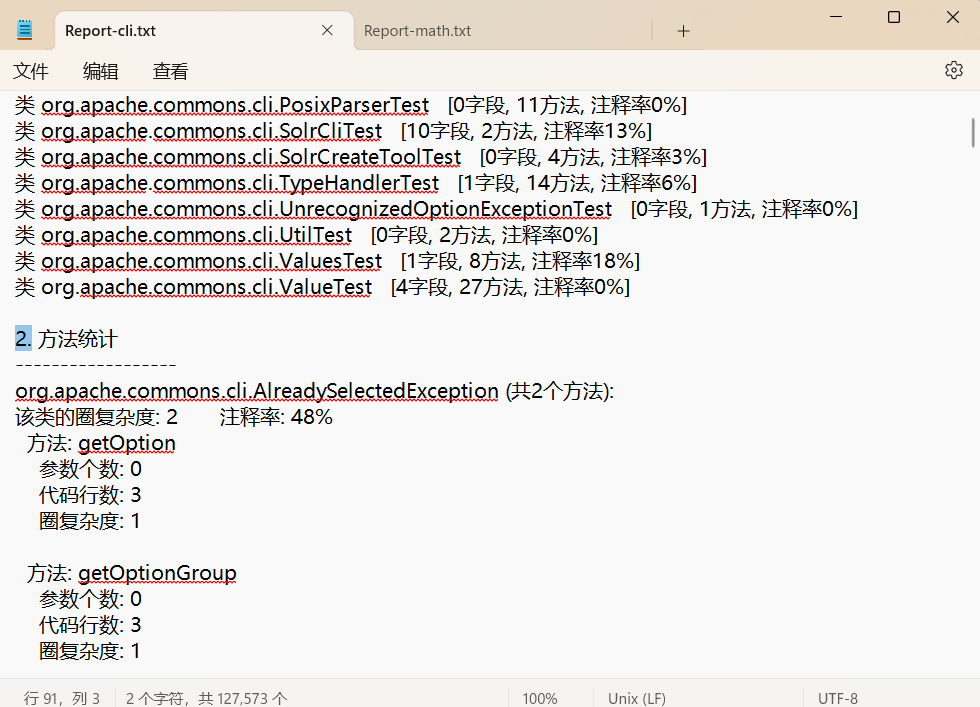 Report-cli.txt
Report-math.txt
文件 编辑 查看
类 org.apache.commons.cli.PosixParserTest [0字段, 11方法, 注释率0%]
类 org.apache.commons.cli.SolrCliTest [10字段, 2方法, 注释率13%]
类 org.apache.commons.cli.SolrCreateToolTest [0字段, 4方法, 注释率3%]
类 org.apache.commons.cli.TypeHandlerTest [1字段, 14方法, 注释率6%]
类 org.apache.commons.cli.UnrecognizedOptionExceptionTest [0字段, 1方法, 注释率0%]
类 org.apache.commons.cli.UtilTest [0字段, 2方法, 注释率0%]
类 org.apache.commons.cli.ValuesTest [1字段, 8方法, 注释率18%]
类 org.apache.commons.cli.ValueTest [4字段, 27方法, 注释率0%]
2. 方法统计
------------------
org.apache.commons.cli.AlreadySelectedException (共2个方法):
该类的圈复杂度: 2 注释率: 48%
方法: getOption
参数个数: 0
代码行数: 3
圈复杂度: 1
方法: getOptionGroup
参数个数: 0
代码行数: 3
圈复杂度: 1
行 91, 列 3 2 个字符, 共 127,573 个 100% Unix (LF) UTF-8